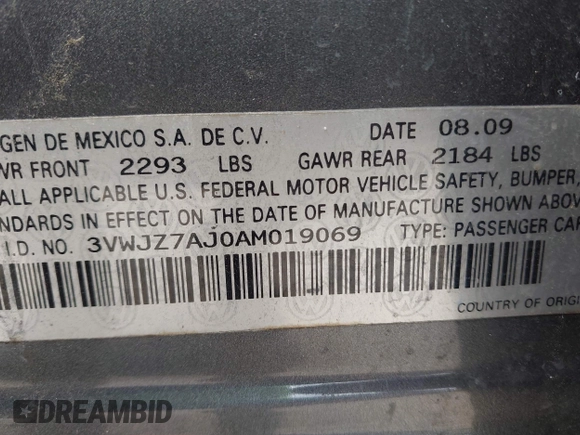 GEN DE MEXICO S.A. DE C.V. DATE 08.09
WR FRONT 2293 LBS GAWR REAR 2184 LBS
ALL APPLICABLE U.S. FEDERAL MOTOR VEHICLE SAFETY, BUMPER,
NDARDS IN EFFECT ON THE DATE OF MANUFACTURE SHOWN ABOVE
I.D. NO. 3VWJZ7AJ0AM019069 TYPE: PASSENGER CAR
COUNTRY OF ORIGI
DREAMBID